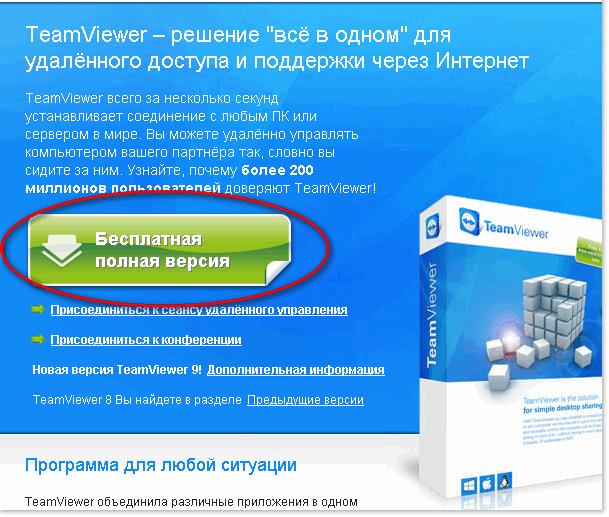 TeamViewer – решение "всё в одном" для
удалённого доступа и поддержки через Интернет
TeamViewer всего за несколько секунд
устанавливает соединение с любым ПК или
сервером в мире. Вы можете удалённо управлять
компьютером вашего партнёра так, словно вы
сидите за ним. Узнайте, почему более 200
миллионов пользователей доверяют TeamViewer!
Бесплатная
полная версия
Присоединиться к сеансу удалённого управления
Присоединиться к конференции
Новая версия TeamViewer 9! Дополнительная информация
TeamViewer 8 Вы найдете в разделе Предыдущие версии
TeamViewer
TeamViewer
TeamViewer is the solution
for simple desktop sharing
Программа для любой ситуации
TeamViewer объединила различные приложения в одном